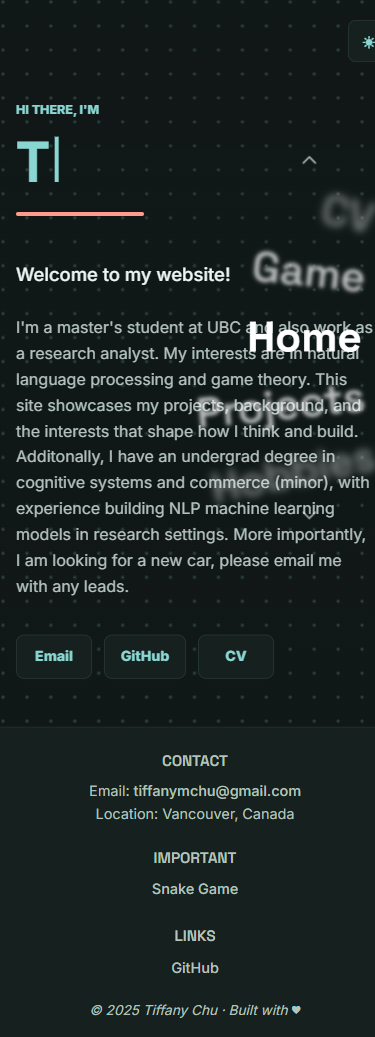 HI THERE, I'M
T
CV
Game
Welcome to my website!
Home
I'm a master's student at UBC and also work as
a research analyst. My interests are in natural
language processing and game theory. This
Projects
site showcases my projects, background, and
the interests that shape how I think and build.
Additonally, I have an undergrad degree in
Hobbies
cognitive systems and commerce (minor), with
experience building NLP machine learning
models in research settings. More importantly,
I am looking for a new car, please email me
with any leads.
Email
GitHub
CV
CONTACT
Email: tiffanymchu@gmail.com
Location: Vancouver, Canada
IMPORTANT
Snake Game
LINKS
GitHub
© 2025 Tiffany Chu · Built with ♥